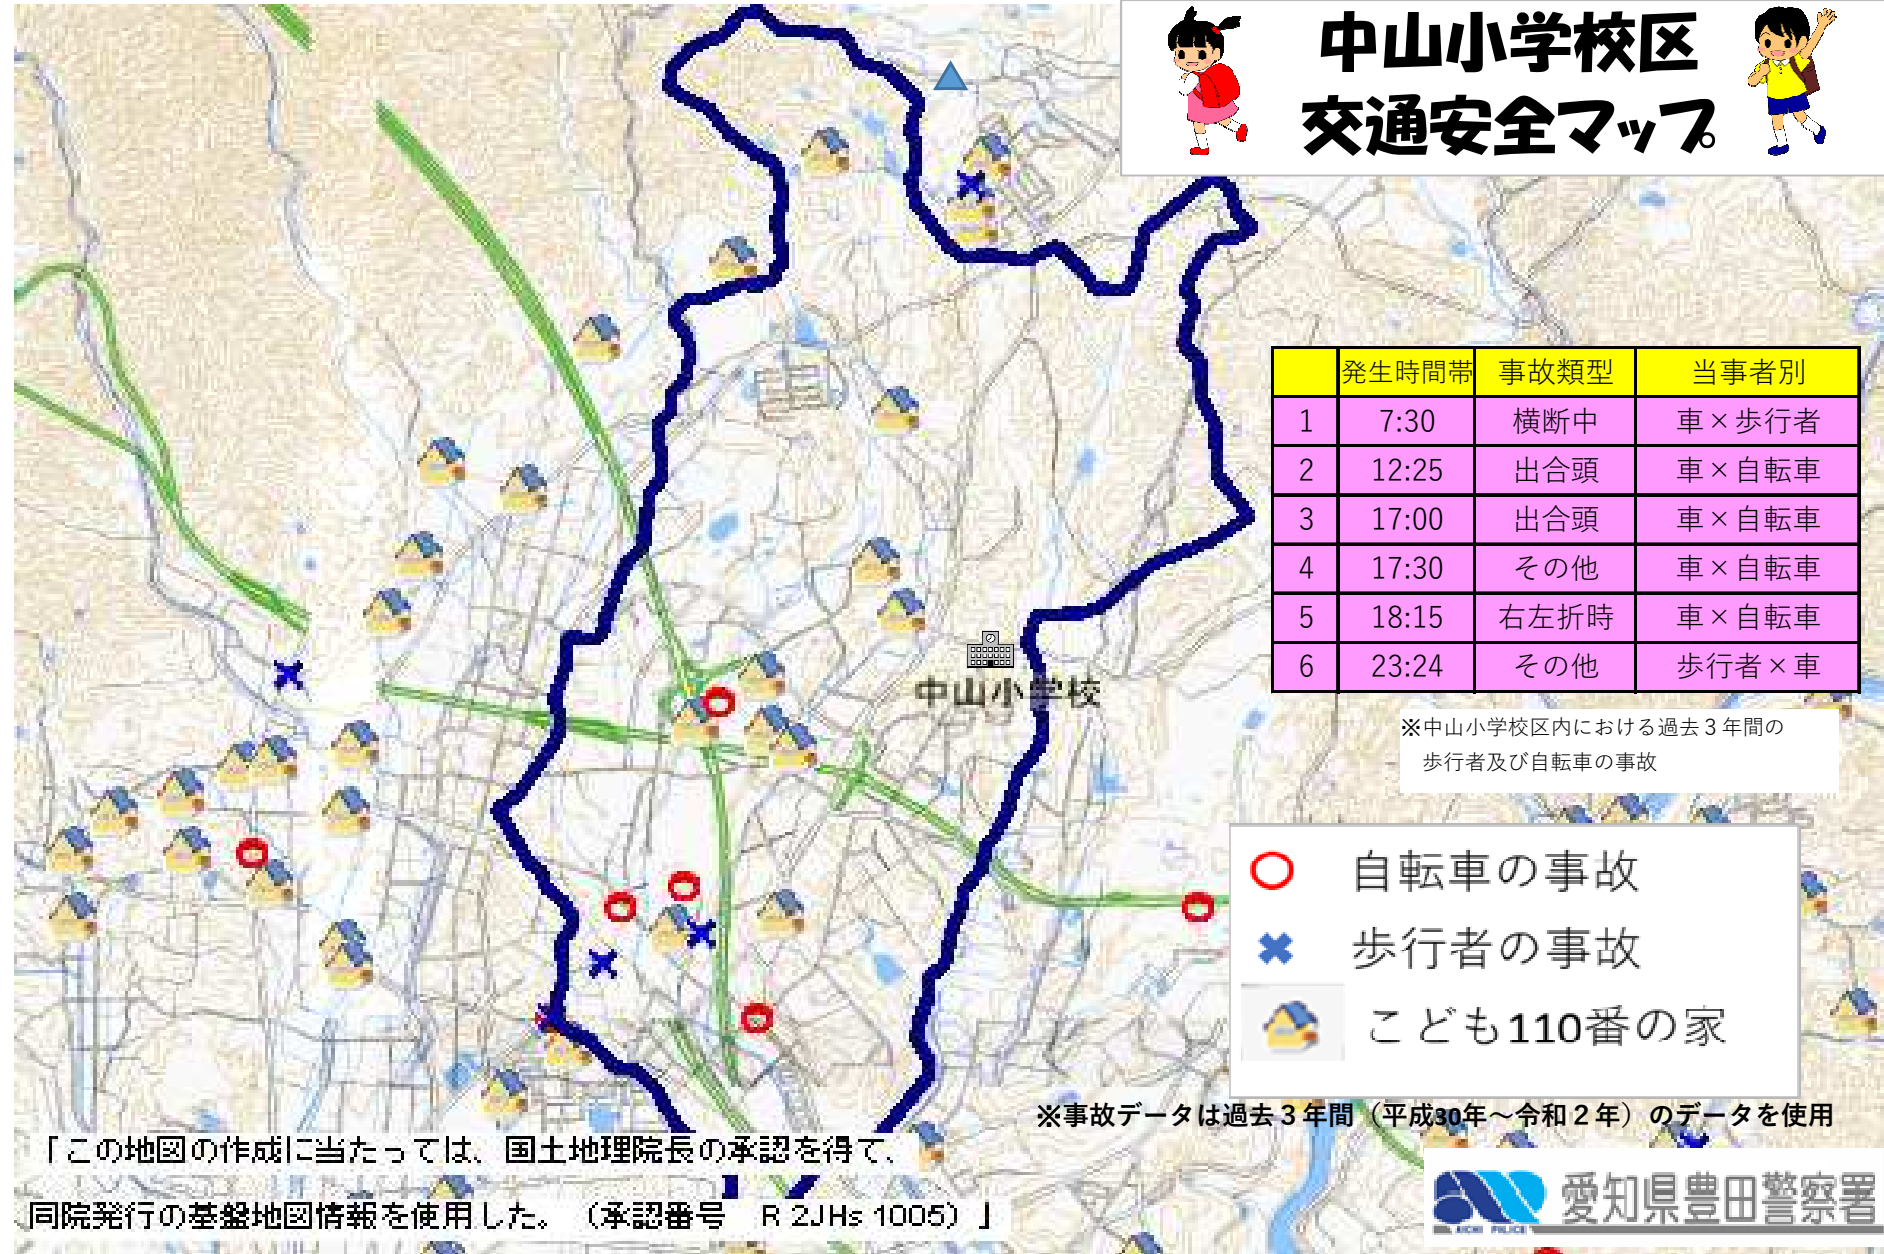 中山小学校区
交通安全マップ
発生時間帯 事故類型 当事者別
1 7:30 横断中 車×歩行者
2 12:25 出合頭 車×自転車
3 17:00 出合頭 車×自転車
4 17:30 その他 車×自転車
5 18:15 右左折時 車×自転車
6 23:24 その他 歩行者×車
中山小学校
※中山小学校区内における過去3年間の
歩行者及び自転車の事故
自転車の事故
歩行者の事故
こども110番の家
※事故データは過去3年間（平成30年～令和2年）のデータを使用
「この地図の作成に当たっては、国土地理院長の承認を得て、
同院発行の基盤地図情報を使用した。（承認番号　R 2JHs 1005）」
AICHI POLICE
愛知県豊田警察署